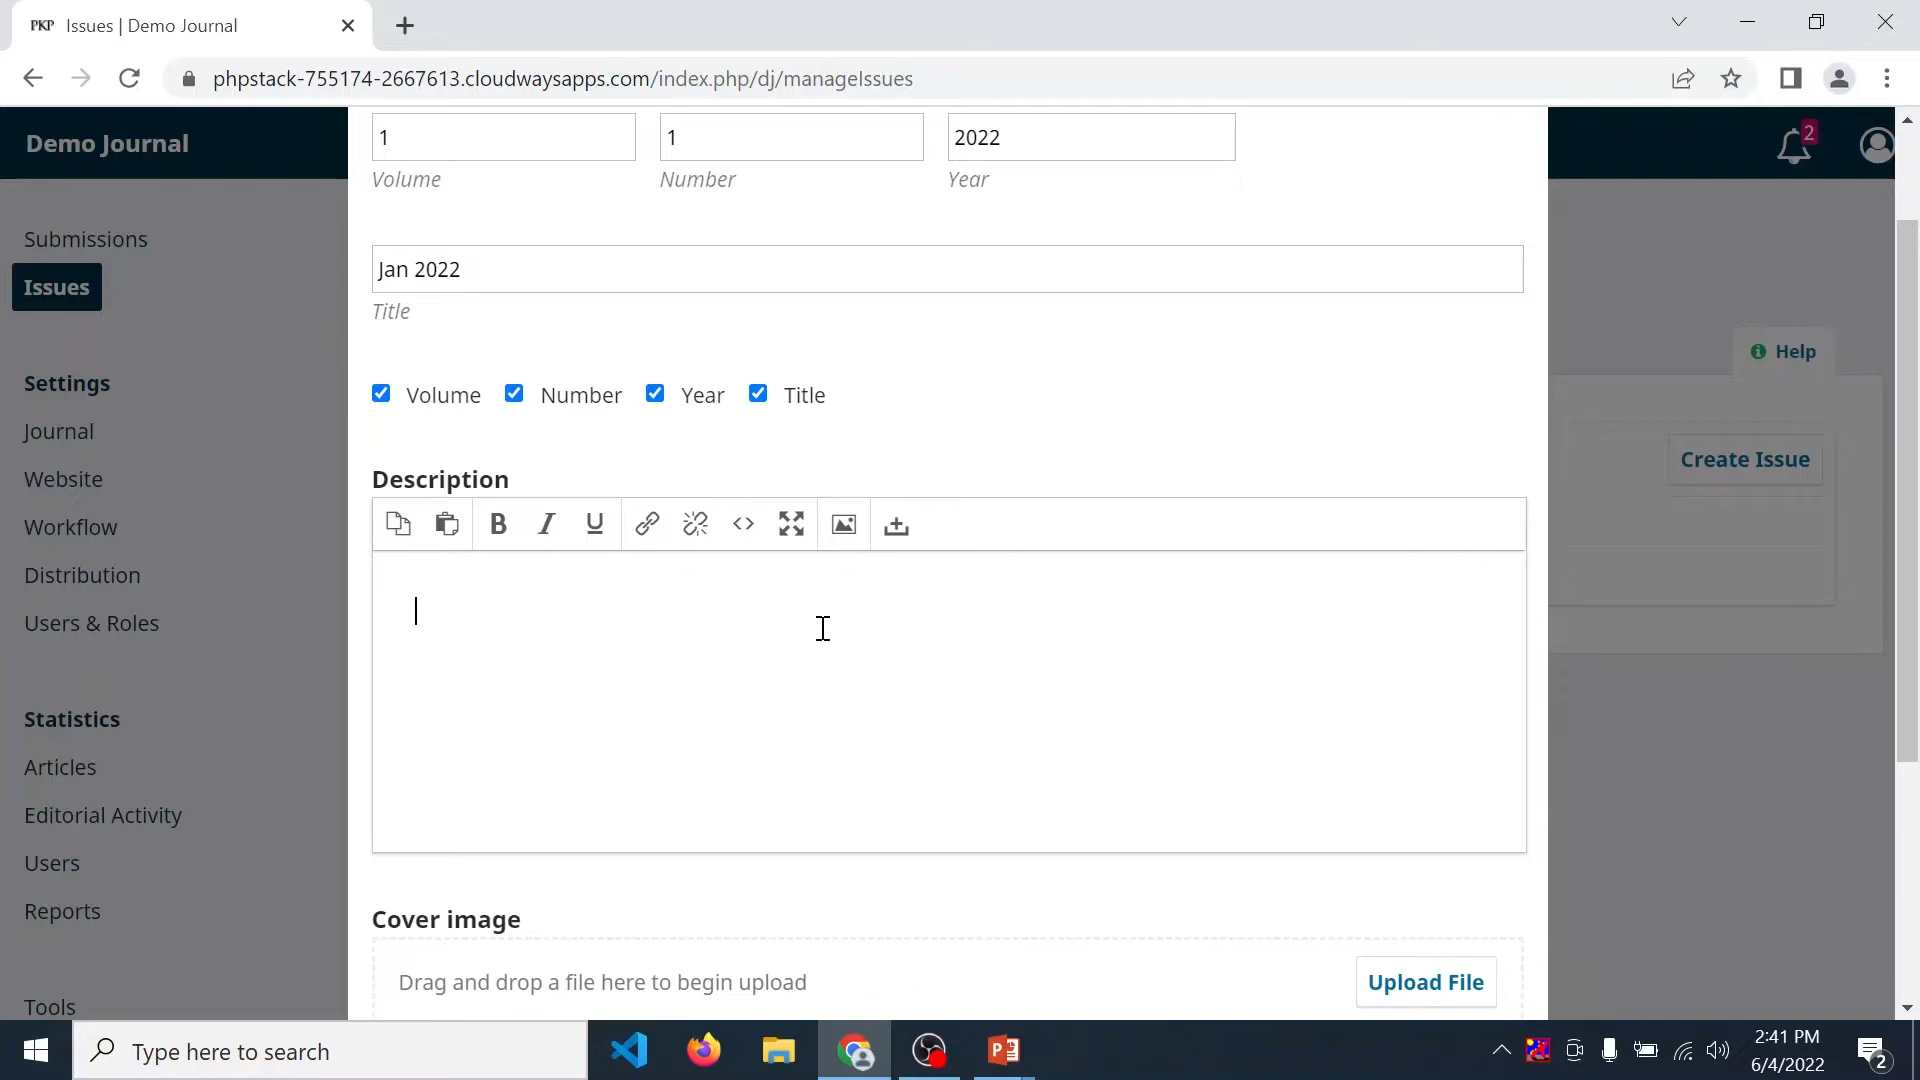 PKP Issues | Demo Journal
phpstack-755174-2667613.cloudwaysapps.com/index.php/dj/manageIssues
Demo Journal
2
1
1
2022
Volume
Number
Year
Submissions
Issues
Jan 2022
Title
Help
Settings
Volume
Number
Year
Title
Journal
Create Issue
Website
Description
B I U
Workflow
Distribution
Users & Roles
Statistics
Articles
Editorial Activity
Users
Reports
Cover image
Drag and drop a file here to begin upload
Upload File
Tools
Type here to search
2:41 PM
6/4/2022
2